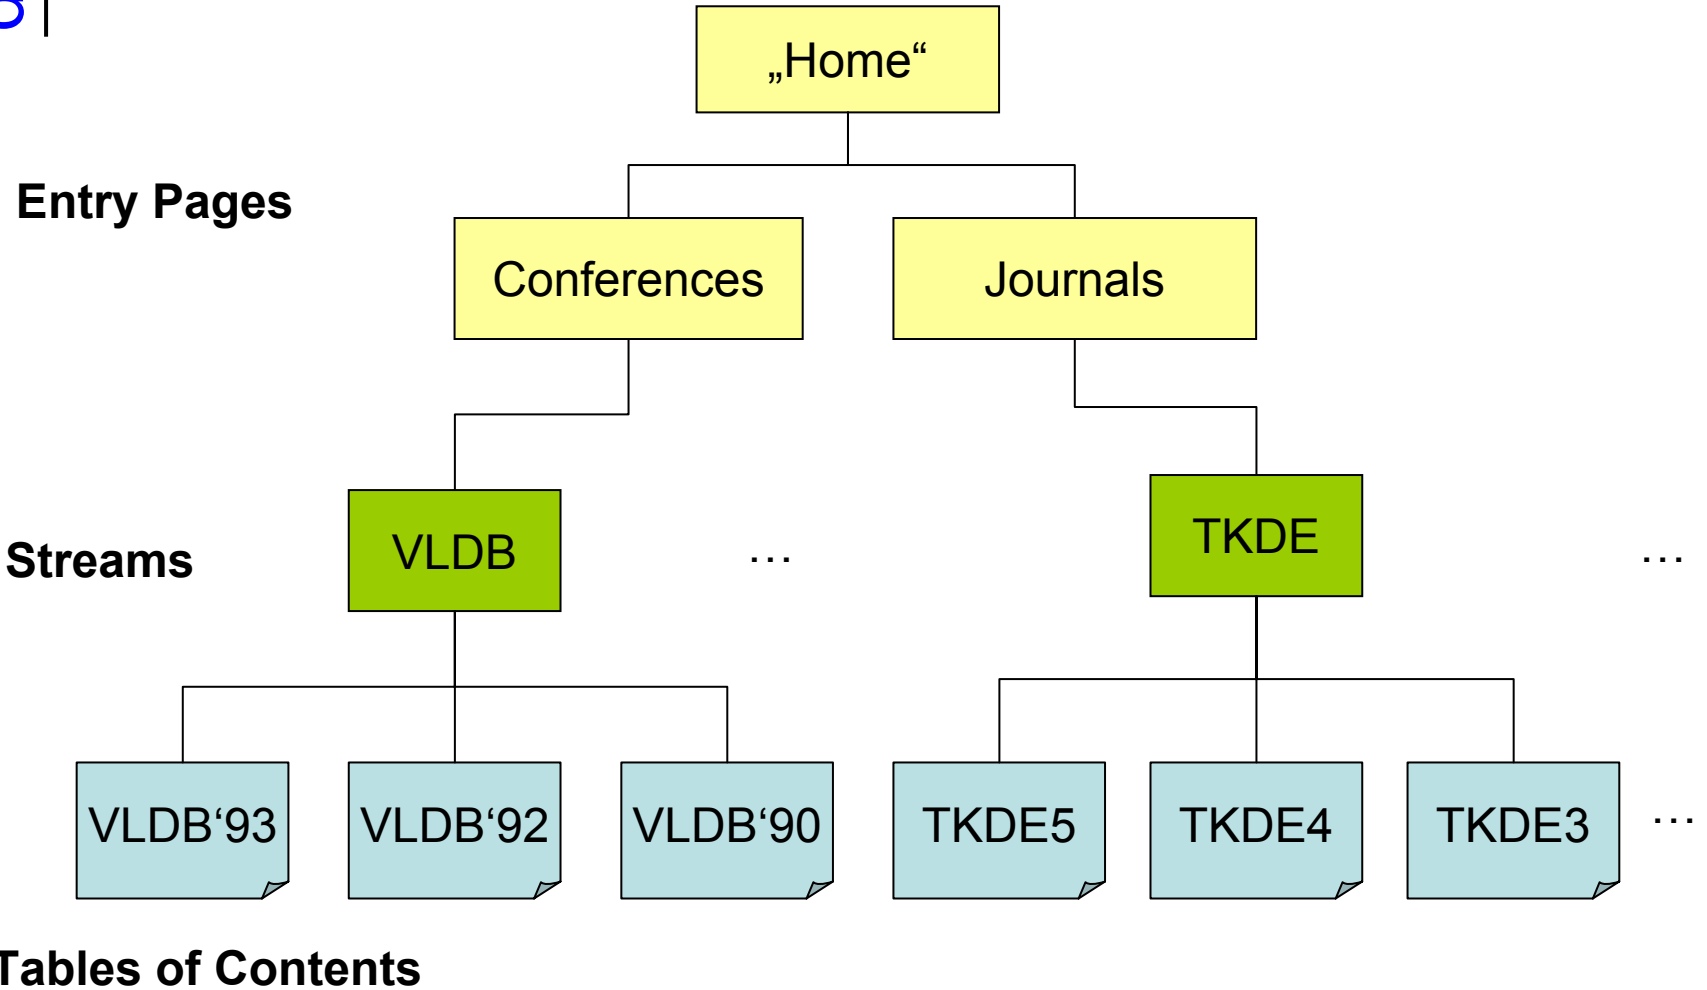 „Home“
Entry Pages
Conferences
Journals
Streams
VLDB
...
TKDE
...
VLDB‘93
VLDB‘92
VLDB‘90
TKDE5
TKDE4
TKDE3
...
Tables of Contents